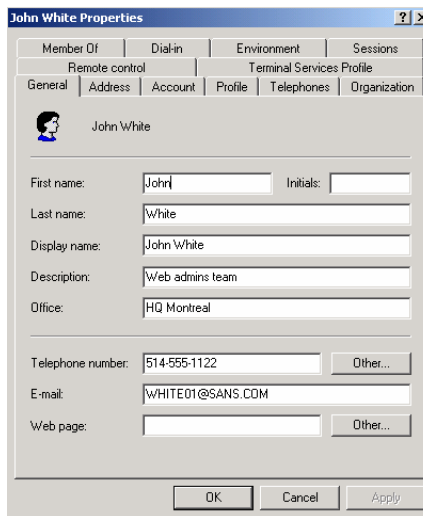 John White Properties
Member Of Dial-in Environment Sessions
Remote control Terminal Services Profile
General Address Account Profile Telephones Organization
John White
First name: John Initials:
Last name: White
Display name: John White
Description: Web admins team
Office: HQ Montreal
Telephone number: 514-555-1122 Other...
E-mail: WHITE01@SANS.COM
Web page: Other...
OK Cancel Apply